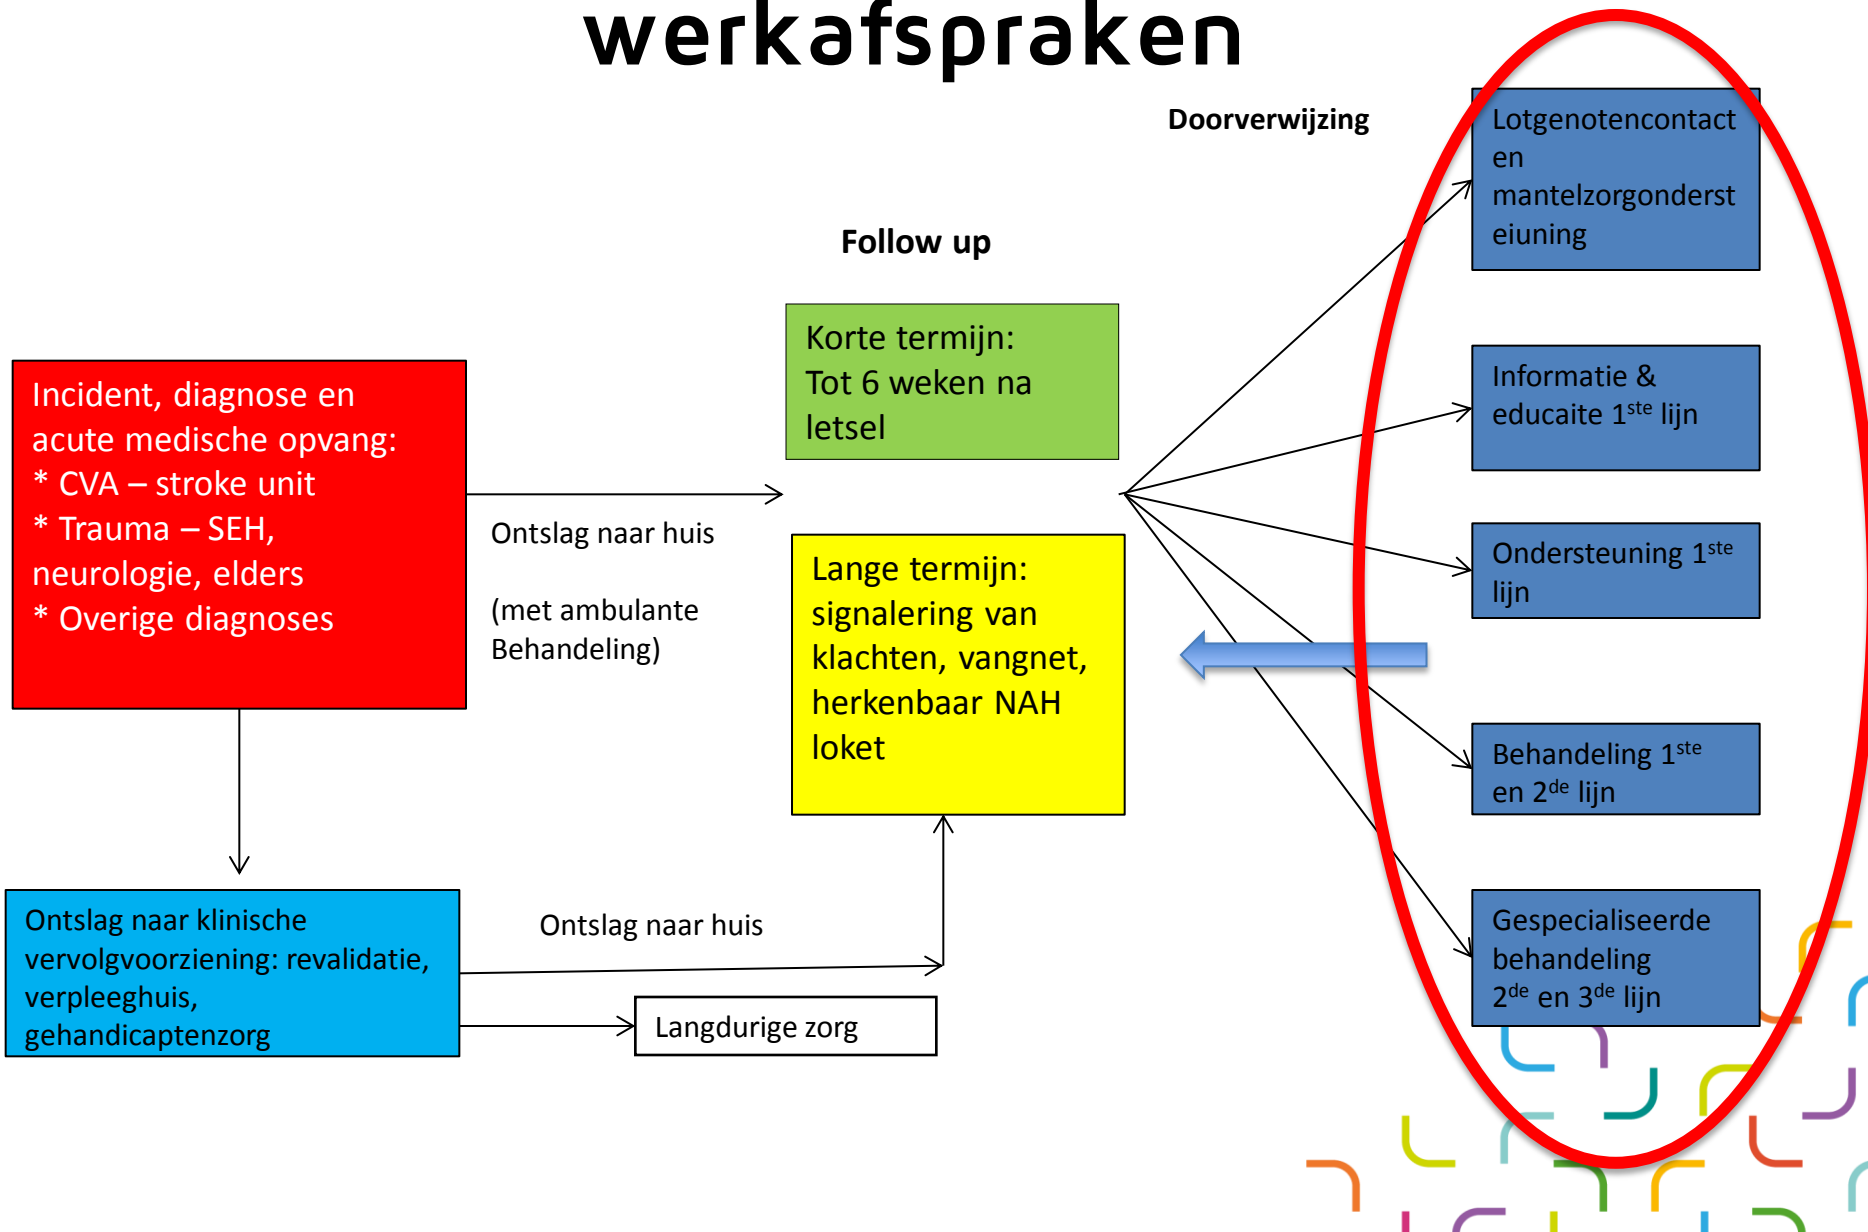 werkafspraken
Doorverwijzing
Follow up
Incident, diagnose en
acute medische opvang:
* CVA – stroke unit
* Trauma – SEH,
neurologie, elders
* Overige diagnoses
Ontslag naar huis
(met ambulante
Behandeling)
Korte termijn:
Tot 6 weken na
letsel
Lange termijn:
signalering van
klachten, vangnet,
herkenbaar NAH
loket
Ontslag naar klinische
vervolgvoorziening: revalidatie,
verpleeghuis,
gehandicaptenzorg
Ontslag naar huis
Langdurige zorg
Lotgenotencontact
en
mantelzorgonderst
eiuning
Informatie &
educaite 1ste lijn
Ondersteuning 1ste
lijn
Behandeling 1ste
en 2de lijn
Gespecialiseerde
behandeling
2de en 3de lijn